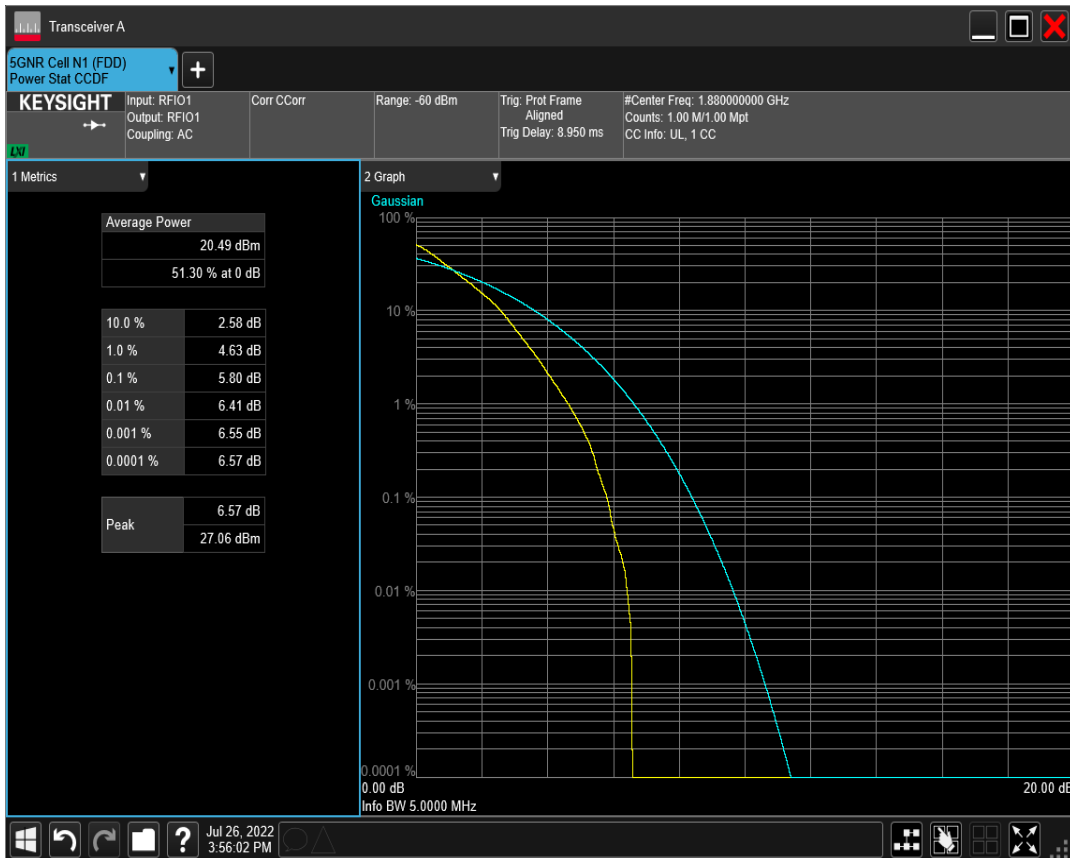 Transceiver A
5GNR Cell N1 (FDD)
Power Stat CCDF
+
KEYSIGHT
LXI
Input: RFIO1
Output: RFIO1
Coupling: AC
Corr CCorr
Range: -60 dBm
Trig: Prot Frame
Aligned
Trig Delay: 8.950 ms
#Center Freq: 1.880000000 GHz
Counts: 1.00 M/1.00 Mpt
CC Info: UL, 1 CC
1 Metrics
Average Power
20.49 dBm
51.30 % at 0 dB
10.0 % 2.58 dB
1.0 % 4.63 dB
0.1 % 5.80 dB
0.01 % 6.41 dB
0.001 % 6.55 dB
0.0001 % 6.57 dB
Peak 6.57 dB
27.06 dBm
2 Graph
Gaussian
100 %
10 %
1 %
0.1 %
0.01 %
0.001 %
0.0001 %
0.00 dB 20.00 dB
Info BW 5.0000 MHz
?
Jul 26, 2022
3:56:02 PM